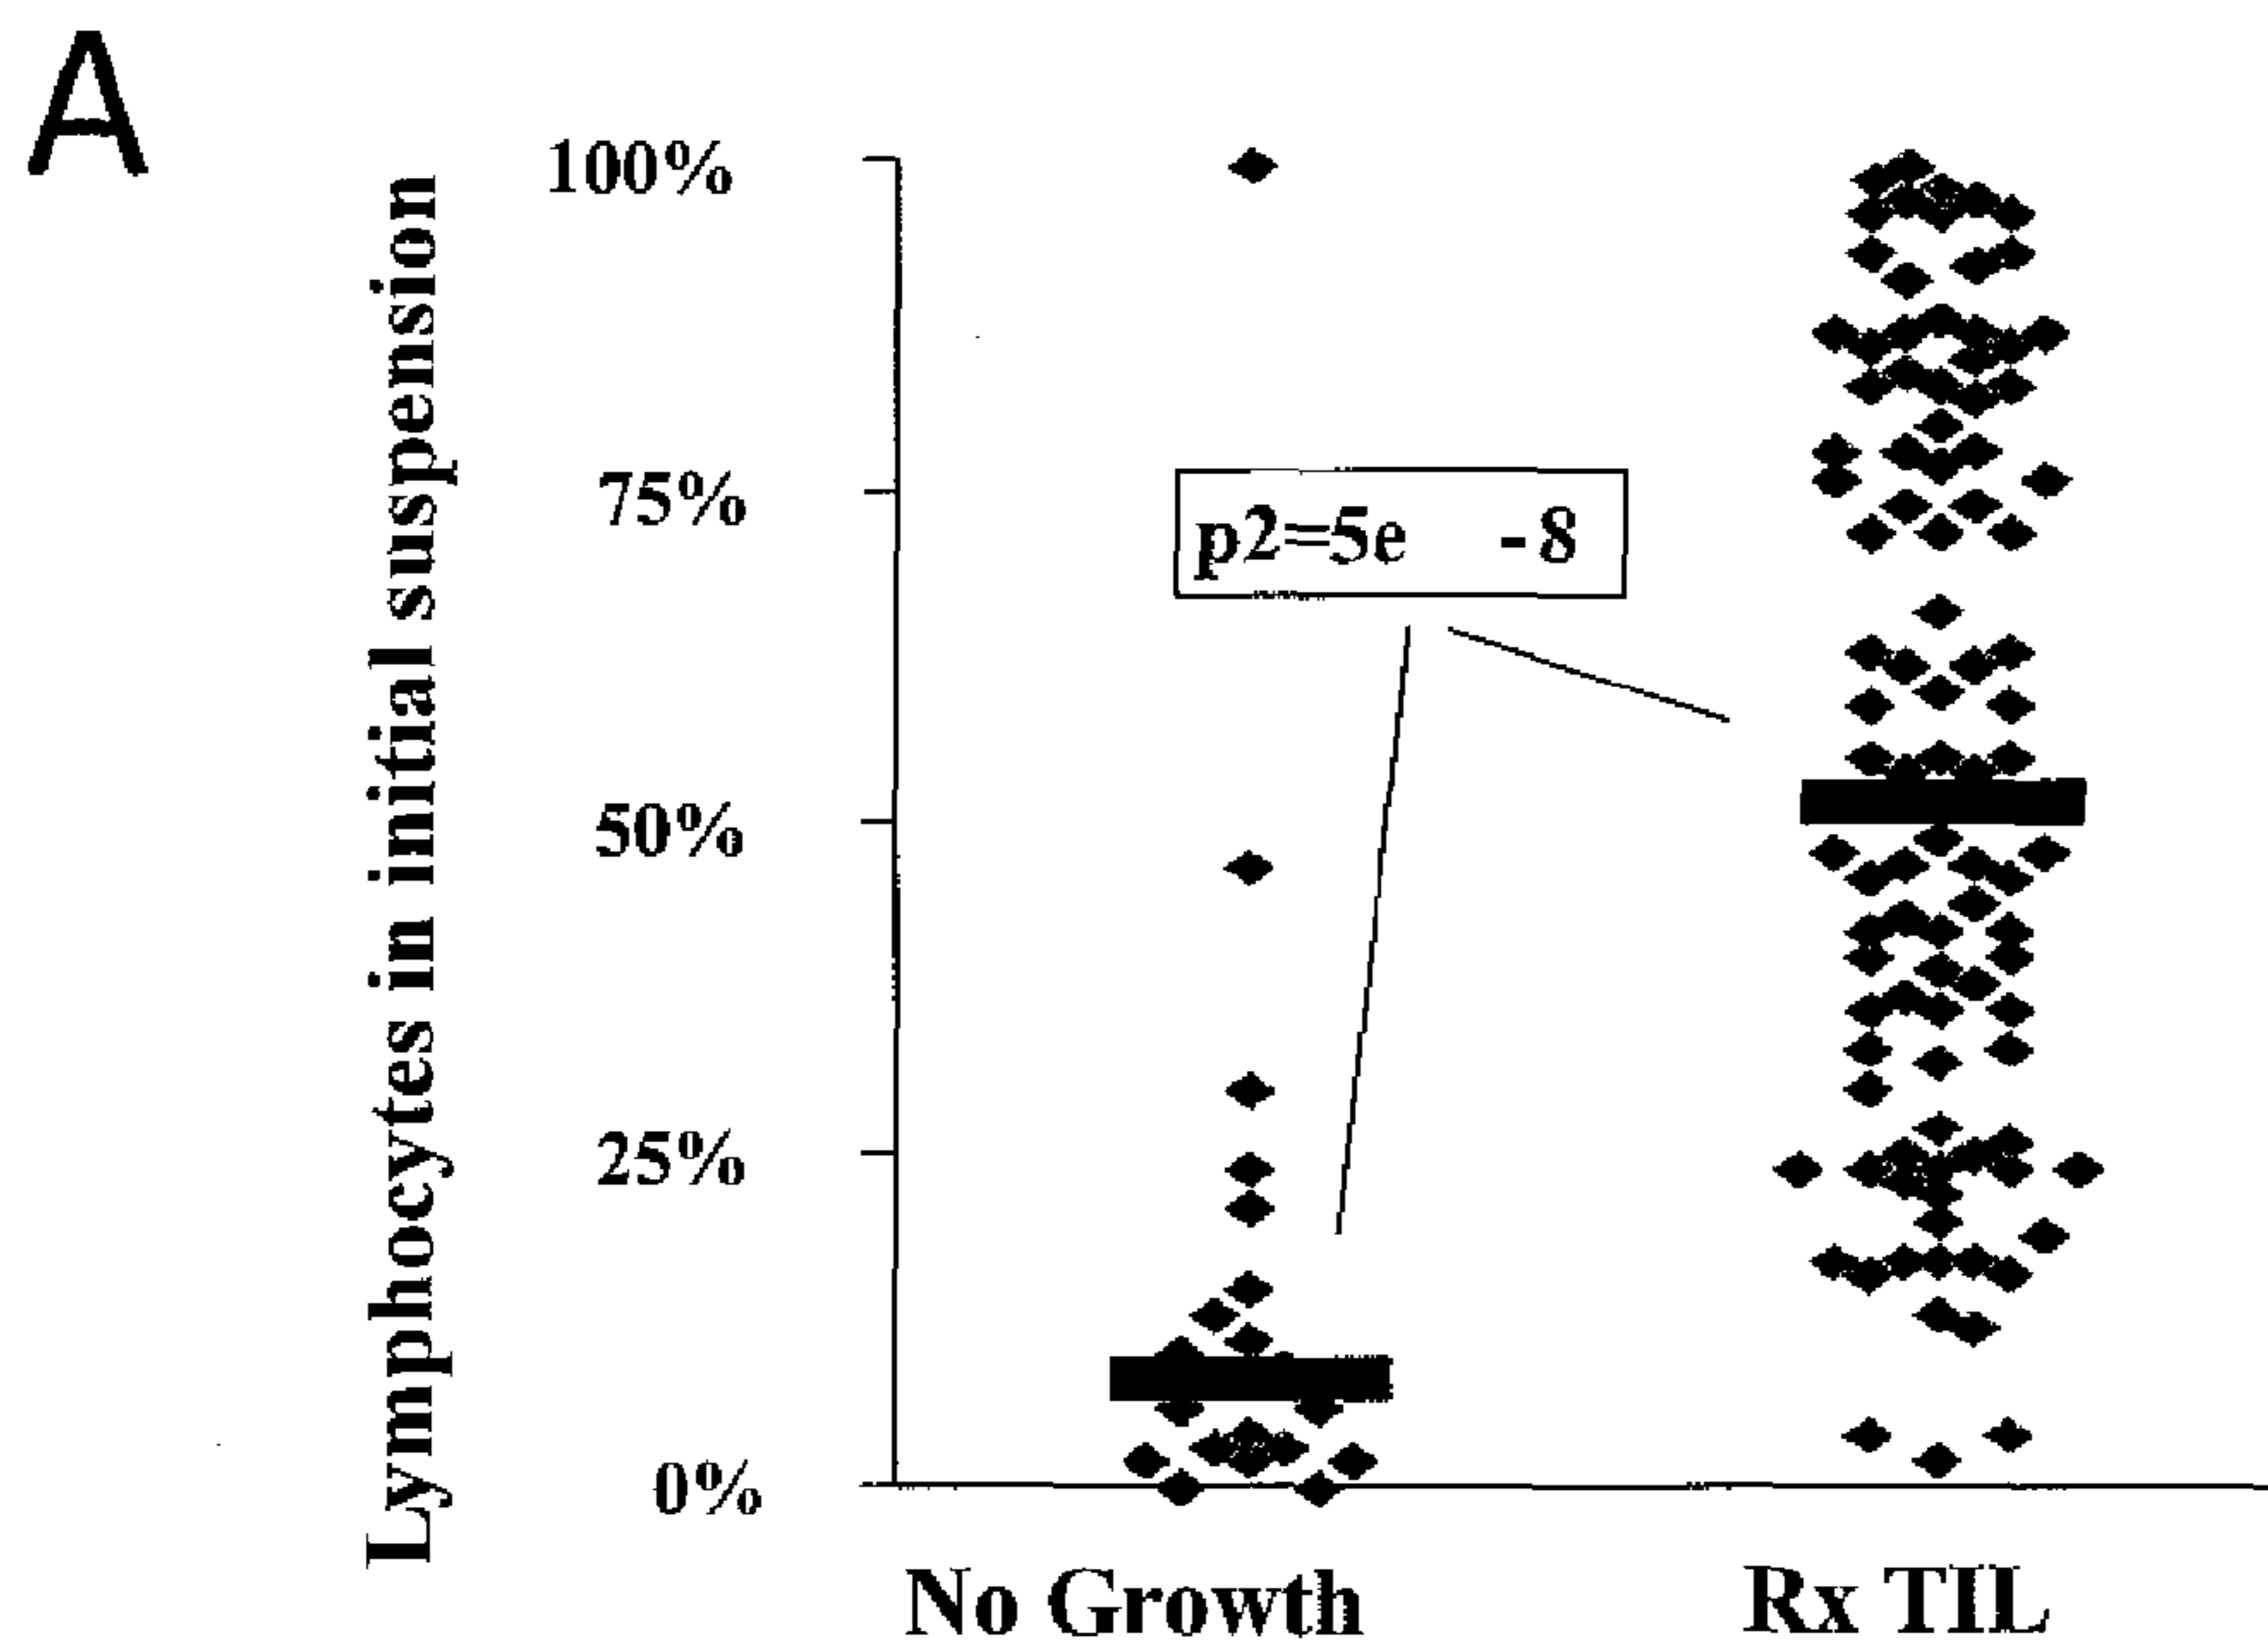 A
Lymphocytes in initial suspension
100%
75%
50%
25%
0%
p2=5e -8
No Growth
Rx TIL